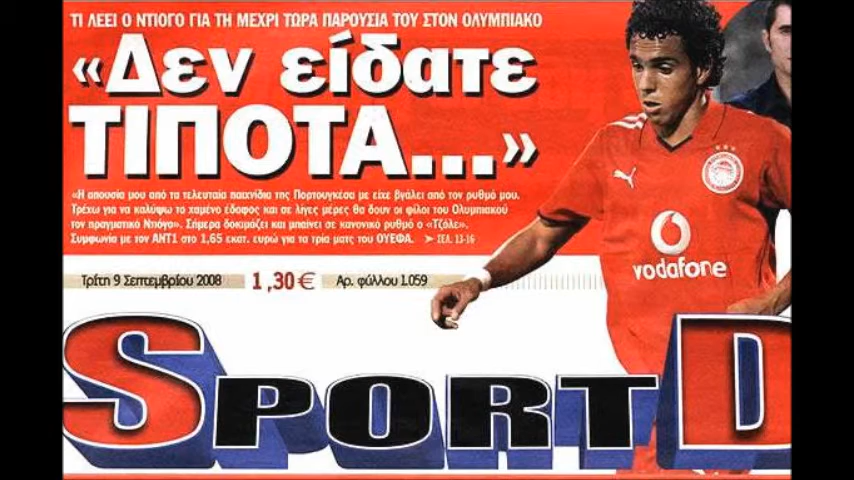 ΤΙ ΛΕΕΙ Ο ΝΤΙΟΓΟ ΓΙΑ ΤΗ ΜΕΧΡΙ ΤΩΡΑ ΠΑΡΟΥΣΙΑ ΤΟΥ ΣΤΟΝ ΟΛΥΜΠΙΑΚΟ
«Δεν είδατε
ΤΙΠΟΤΑ...»
«Η απουσία μου από τα τελευταία παιχνίδια της Πορτουγκέσα με είχε βγάλει από τον ρυθμό μου.
Τρέχω για να καλύψω το χαμένο έδαφος και σε λίγες μέρες θα δουν οι φίλοι του Ολυμπιακού
τον πραγματικό Ντιόγο». Σήμερα δοκιμάζει και μπαίνει σε κανονικό ρυθμό ο «Τζόλε».
Συμφωνία με τον ΑΝΤ1 στο 1,65 εκατ. ευρώ για τα τρία ματς του ΟΥΕΦΑ. ➤ ΣΕΛ. 13-16
vodafone
Τρίτη 9 Σεπτεμβρίου 2008 1,30€ Αρ. φύλλου 1.059
SPORTD